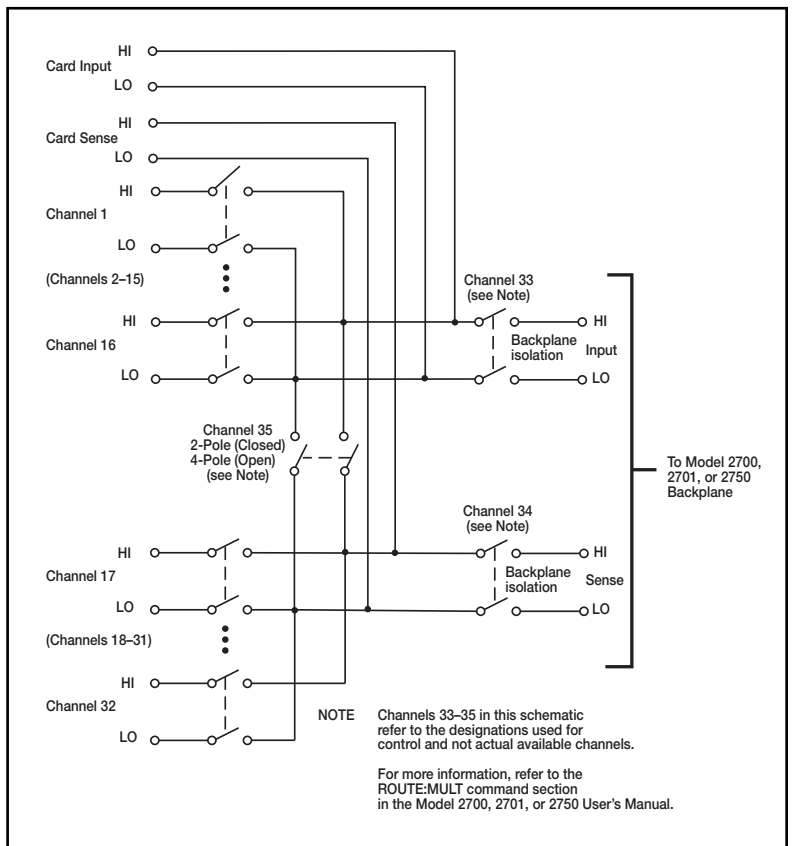 HI
Card Input
LO
HI
Card Sense
LO
HI
Channel 1
LO
(Channels 2–15)
HI
Channel 16
LO
Channel 33
(see Note)
HI
Backplane
isolation
Input
LO
Channel 35
2-Pole (Closed)
4-Pole (Open)
(see Note)
To Model 2700,
2701, or 2750
Backplane
Channel 34
(see Note)
HI
Channel 17
LO
HI
Backplane
isolation
Sense
LO
(Channels 18–31)
HI
Channel 32
LO
NOTE Channels 33–35 in this schematic
refer to the designations used for
control and not actual available channels.
For more information, refer to the
ROUTE:MULT command section
in the Model 2700, 2701, or 2750 User's Manual.